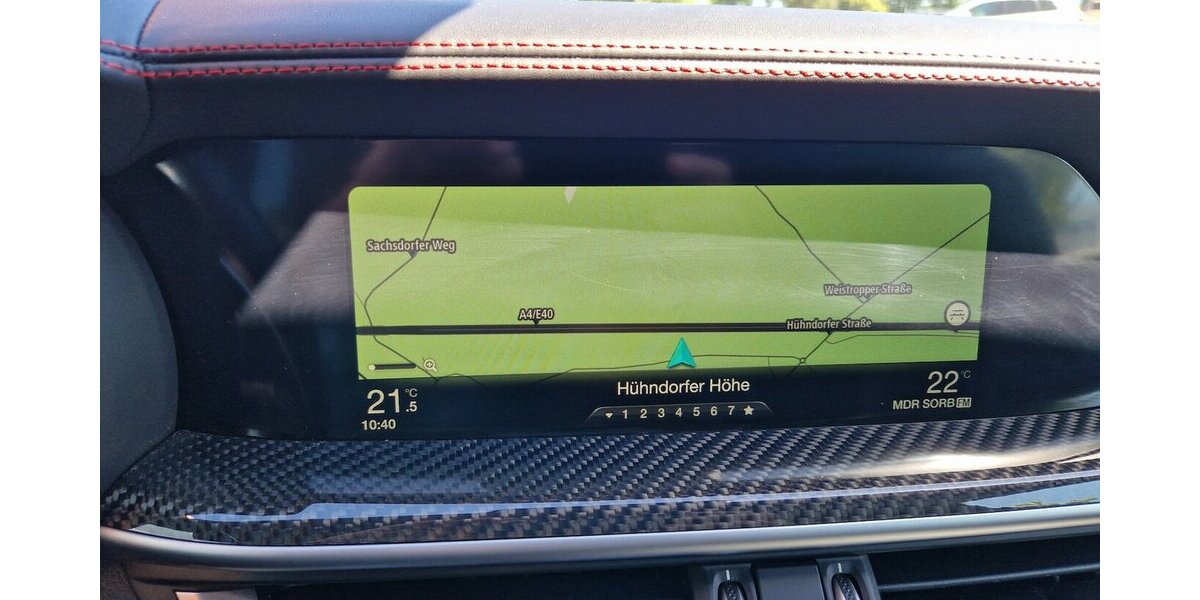 Sachsdorfer Weg
Weistropper Straße
A4/E40
Hühndorfer Straße
Hühndorfer Höhe
21.5 °C
22 °C
1 2 3 4 5 6 7
MDR SORB FM
10:40